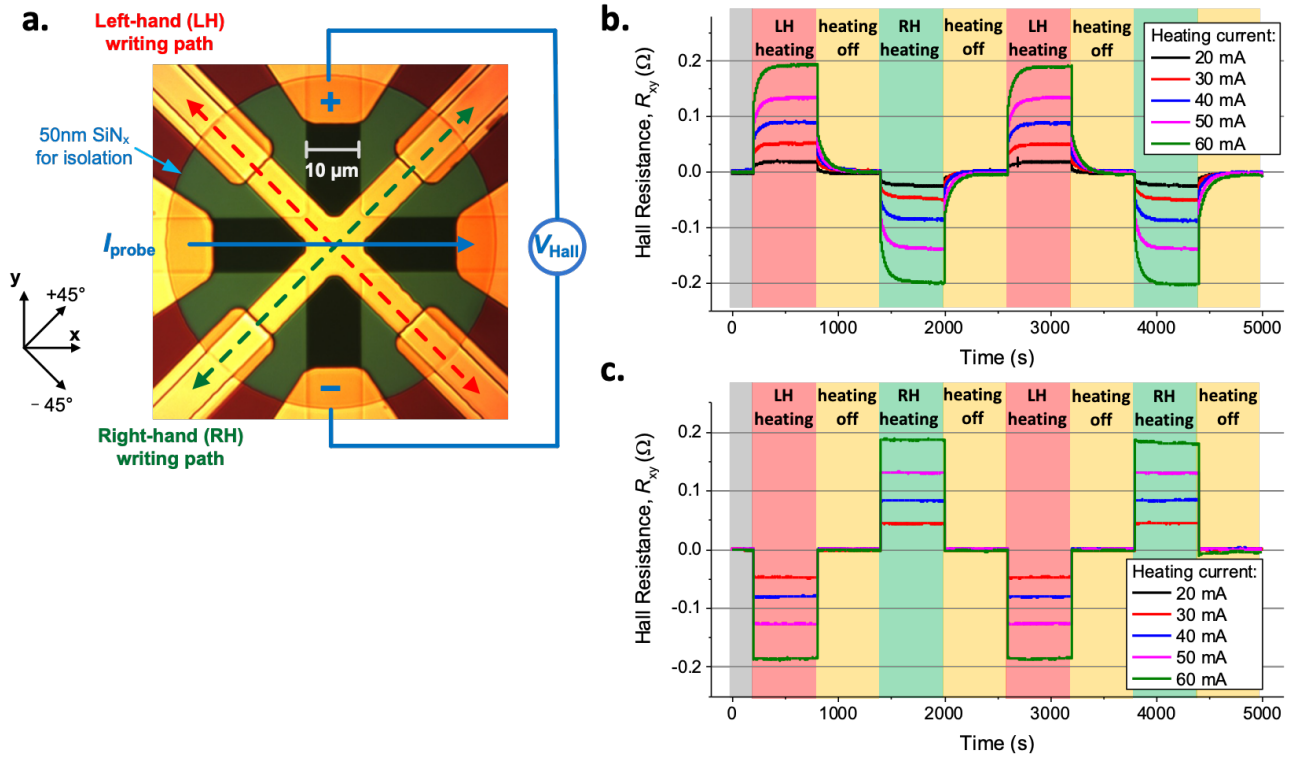 a.
Left-hand (LH)
writing path
50nm SiNₓ
for isolation
+
10 µm
I_probe
V_Hall
y
+45°
x
– 45°
–
Right-hand (RH)
writing path
b.
LH
heating
heating
off
RH
heating
heating
off
LH
heating
heating
off
Heating current:
20 mA
30 mA
40 mA
50 mA
60 mA
Hall Resistance, Rxy (Ω)
0.2
0.1
0.0
-0.1
-0.2
0 1000 2000 3000 4000 5000
Time (s)
c.
LH
heating
heating
off
RH
heating
heating
off
LH
heating
heating
off
RH
heating
heating
off
Hall Resistance, Rxy (Ω)
0.2
0.1
0.0
-0.1
-0.2
Heating current:
20 mA
30 mA
40 mA
50 mA
60 mA
0 1000 2000 3000 4000 5000
Time (s)